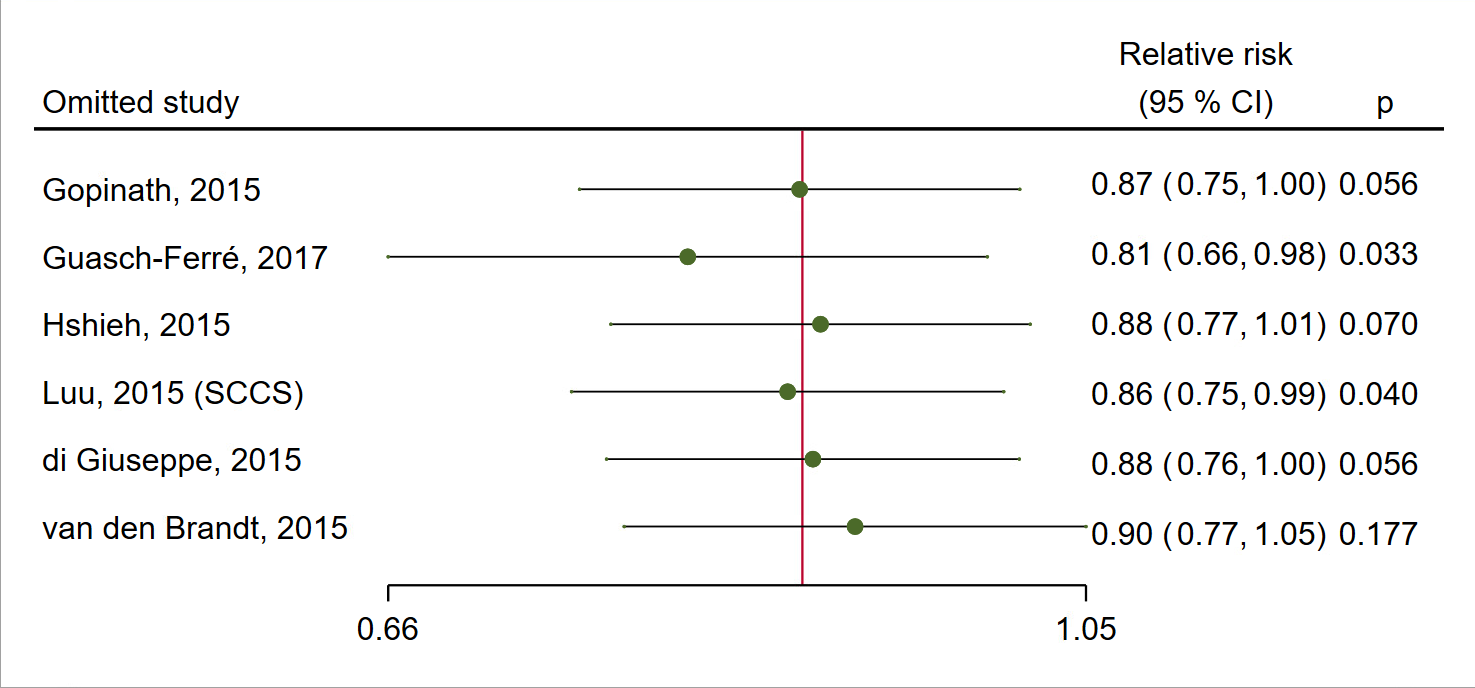 Relative risk
Omitted study (95 % CI) p
Gopinath, 2015 0.87 (0.75, 1.00) 0.056
Guasch-Ferré, 2017 0.81 (0.66, 0.98) 0.033
Hshieh, 2015 0.88 (0.77, 1.01) 0.070
Luu, 2015 (SCCS) 0.86 (0.75, 0.99) 0.040
di Giuseppe, 2015 0.88 (0.76, 1.00) 0.056
van den Brandt, 2015 0.90 (0.77, 1.05) 0.177
0.66 1.05